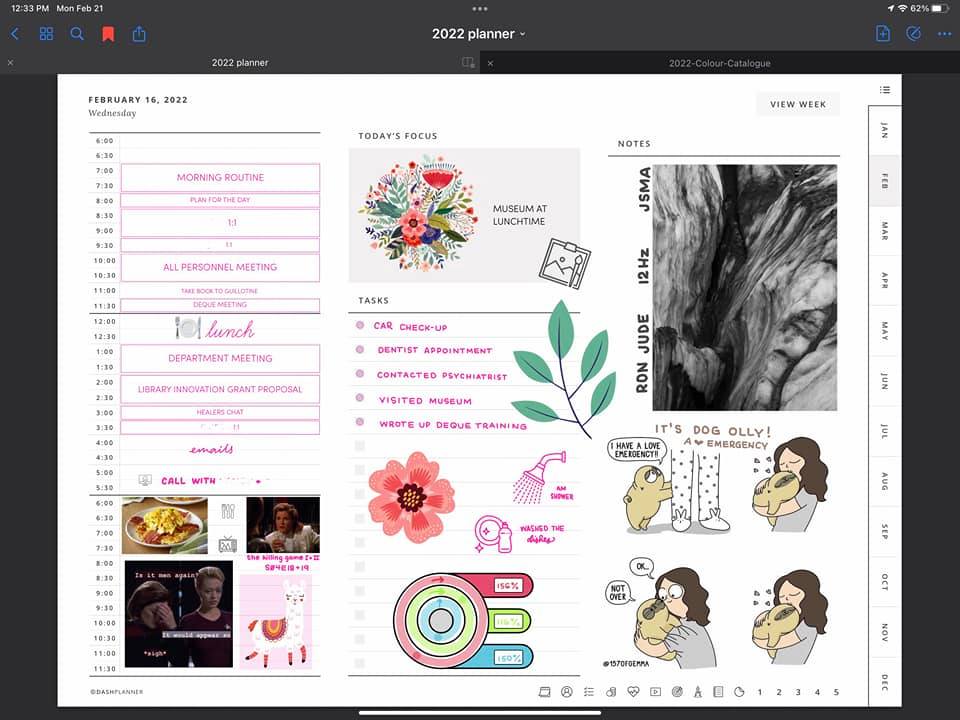 12:33 PM Mon Feb 21
62%
2022 planner
2022 planner
2022-Colour-Catalogue
FEBRUARY 16, 2022
Wednesday
VIEW WEEK
6:00
6:30
7:00
MORNING ROUTINE
7:30
8:00
PLAN FOR THE DAY
8:30
1:1
9:00
9:30
1:1
10:00
ALL PERSONNEL MEETING
10:30
11:00
TAKE BOOK TO GUILLOTINE
11:30
DEQUE MEETING
12:00
lunch
12:30
1:00
DEPARTMENT MEETING
1:30
2:00
LIBRARY INNOVATION GRANT PROPOSAL
2:30
3:00
HEALERS CHAT
3:30
1:1
4:00
emails
4:30
5:00
CALL WITH
5:30
6:00
6:30
7:00
7:30
the killing game I+II
S#4E18+19
8:00
8:30
Is it men again?
9:00
9:30
10:00
10:30
It would appear so
11:00
*sigh*
11:30
©DASHPLANNER
TODAY'S FOCUS
MUSEUM AT
LUNCHTIME
TASKS
CAR CHECK-UP
DENTIST APPOINTMENT
CONTACTED PSYCHIATRIST
VISITED MUSEUM
WROTE UP DEQUE TRAINING
AM
SHOWER
WASHED THE
dishes
156%
116%
150%
NOTES
RON JUDE 12Hz JSMA
IT'S DOG OLLY!
A ❤ EMERGENCY
I HAVE A LOVE
EMERGENCY!!
OK...
NOT
OVER
@157OFGEMMA
JAN
FEB
MAR
APR
MAY
JUN
JUL
AUG
SEP
OCT
NOV
DEC
1 2 3 4 5